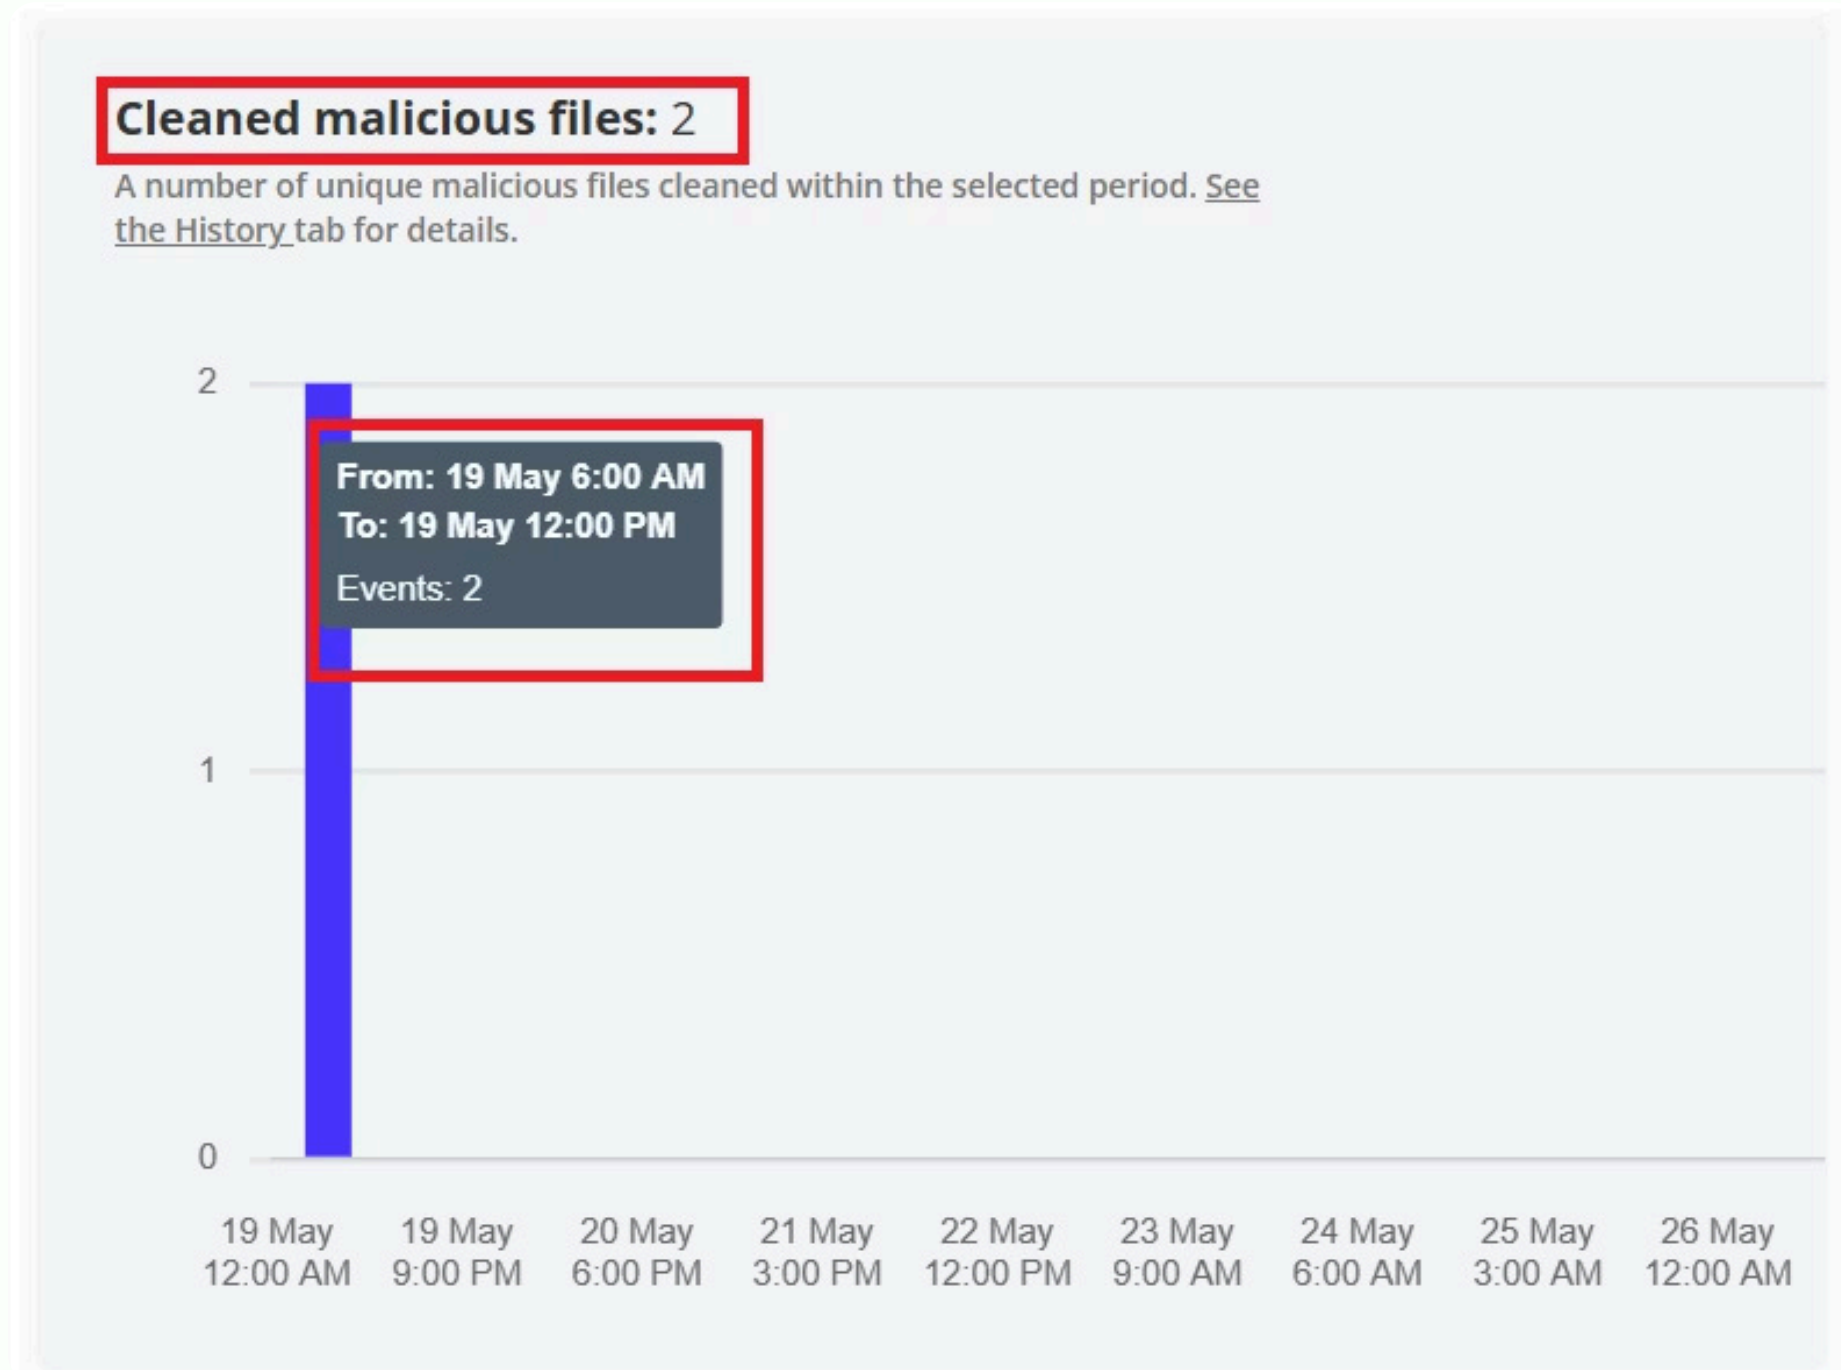 Cleaned malicious files: 2
A number of unique malicious files cleaned within the selected period. See
the History tab for details.
2
From: 19 May 6:00 AM
To: 19 May 12:00 PM
Events: 2
1
0
19 May 19 May 20 May 21 May 22 May 23 May 24 May 25 May 26 May
12:00 AM 9:00 PM 6:00 PM 3:00 PM 12:00 PM 9:00 AM 6:00 AM 3:00 AM 12:00 AM